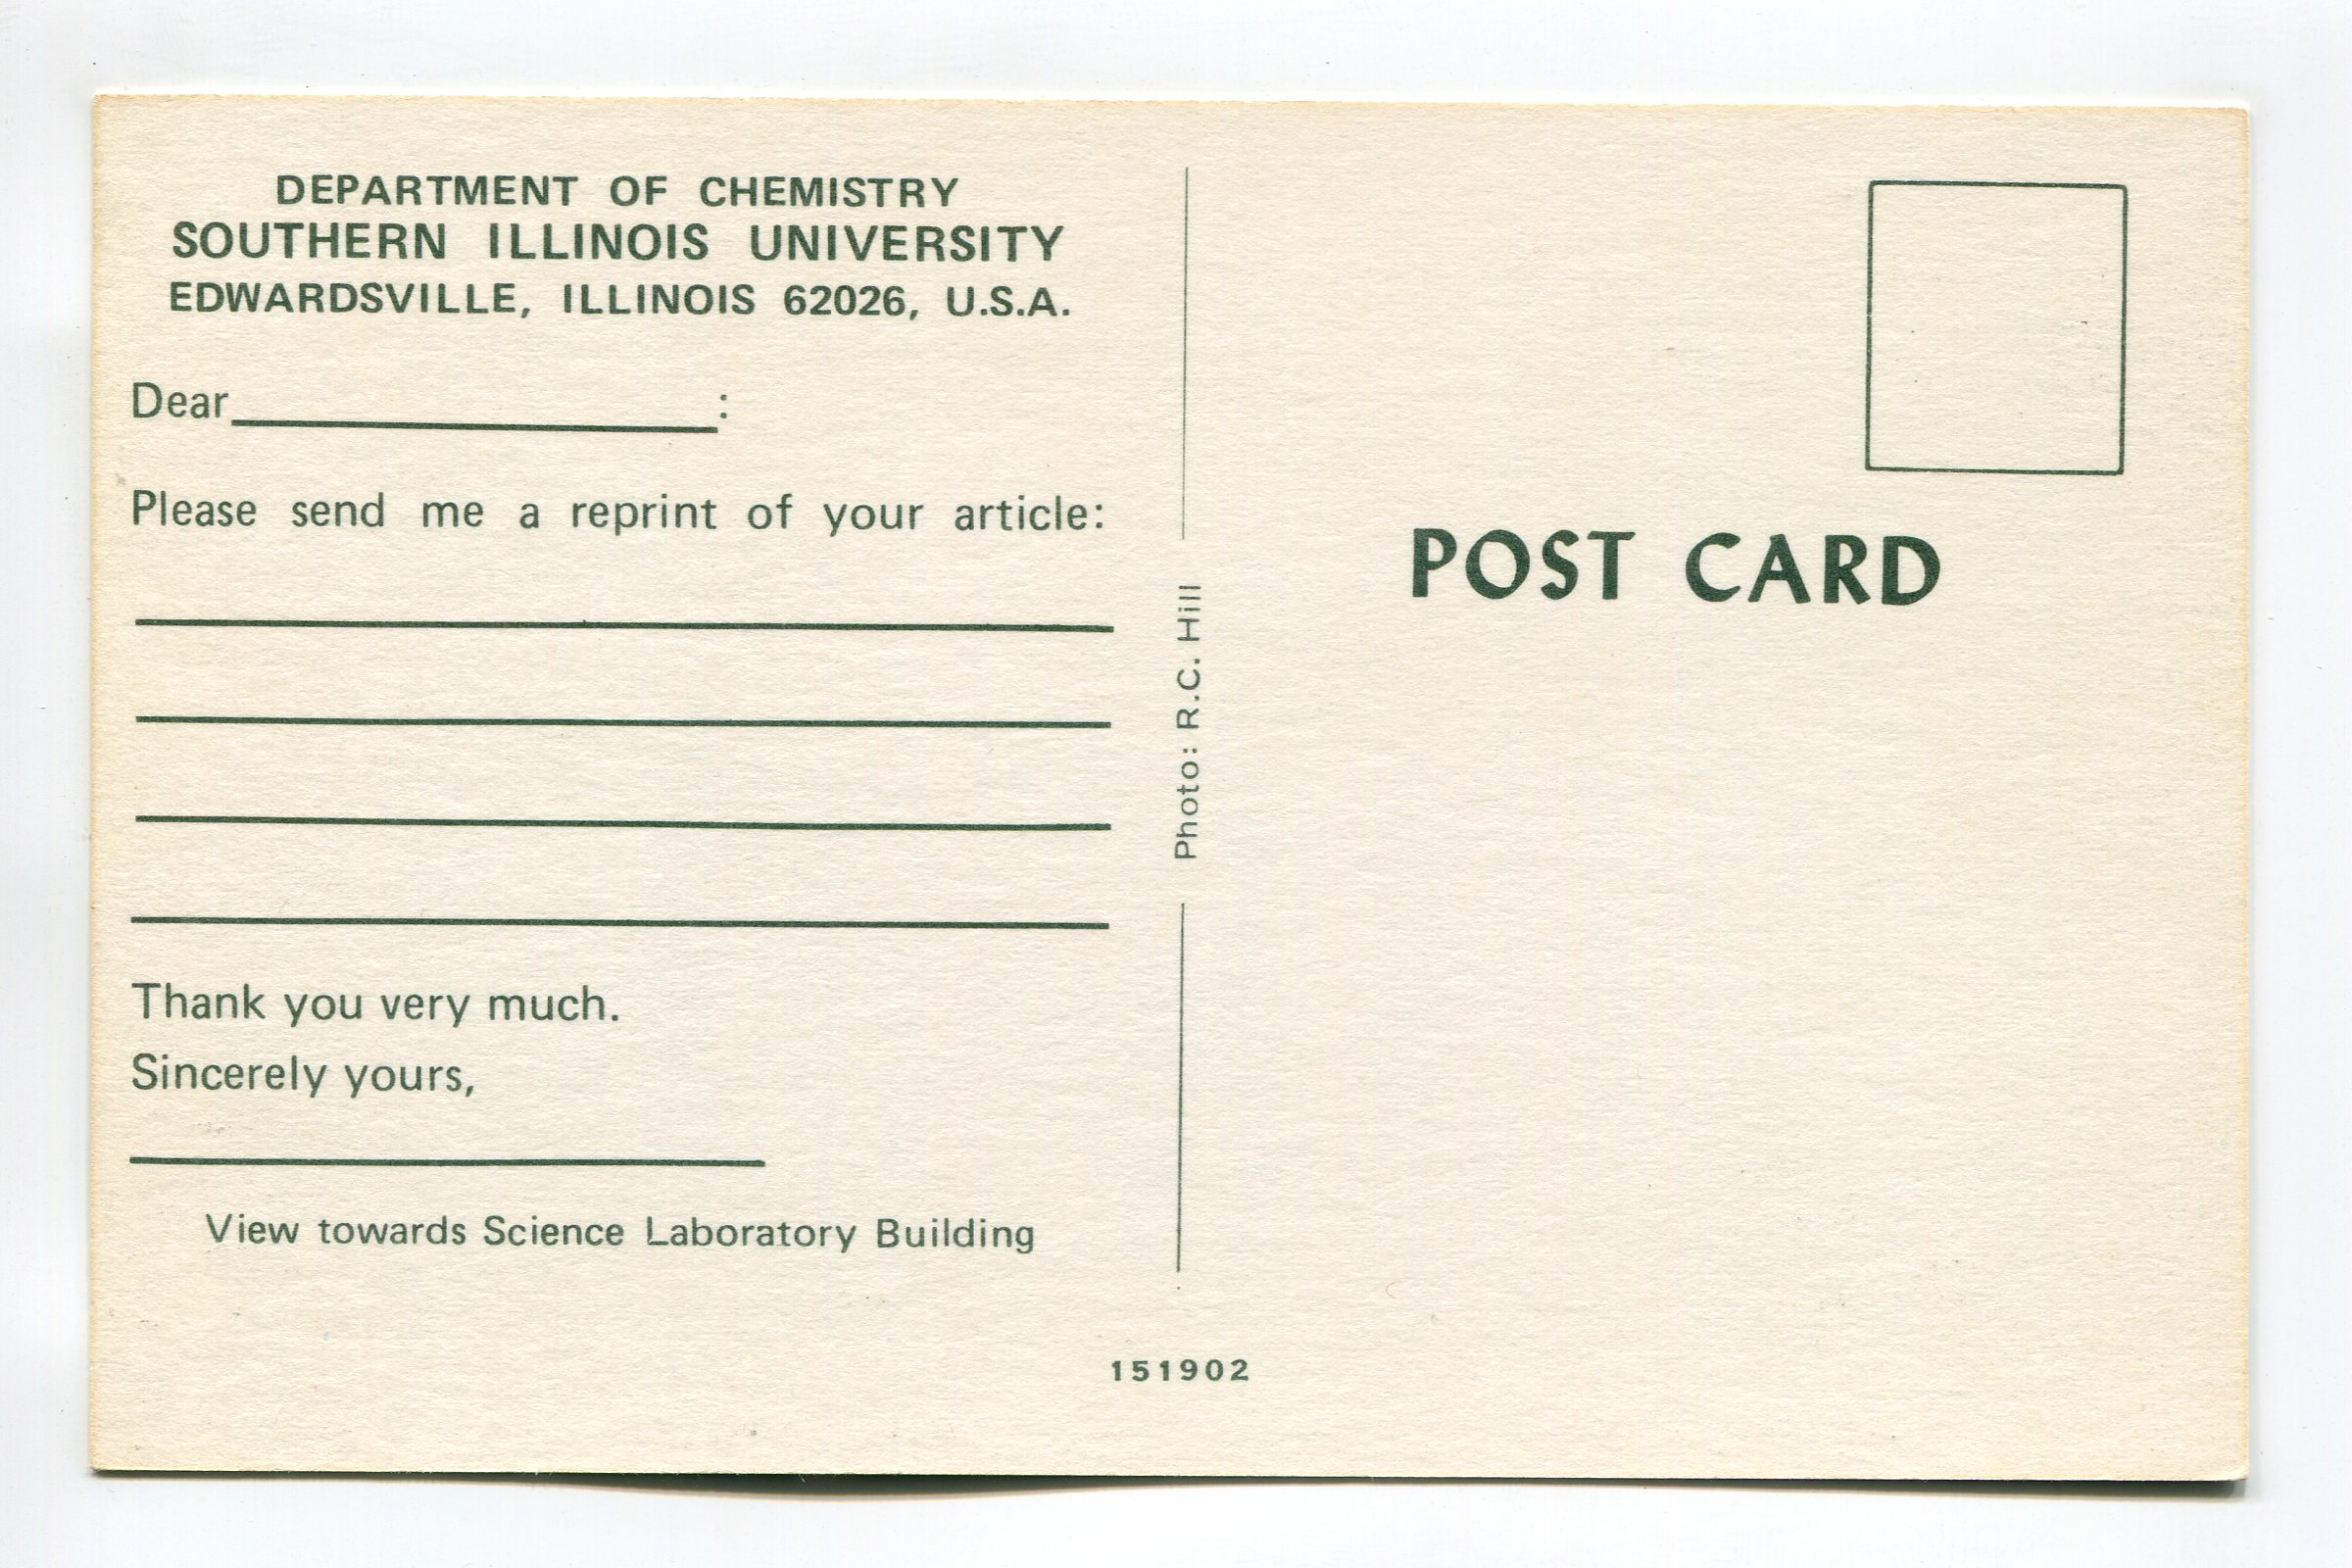 DEPARTMENT OF CHEMISTRY
SOUTHERN ILLINOIS UNIVERSITY
EDWARDSVILLE, ILLINOIS 62026, U.S.A.
Dear :
Please send me a reprint of your article:
Thank you very much.
Sincerely yours,
View towards Science Laboratory Building
Photo: R.C. Hill
POST CARD
151902